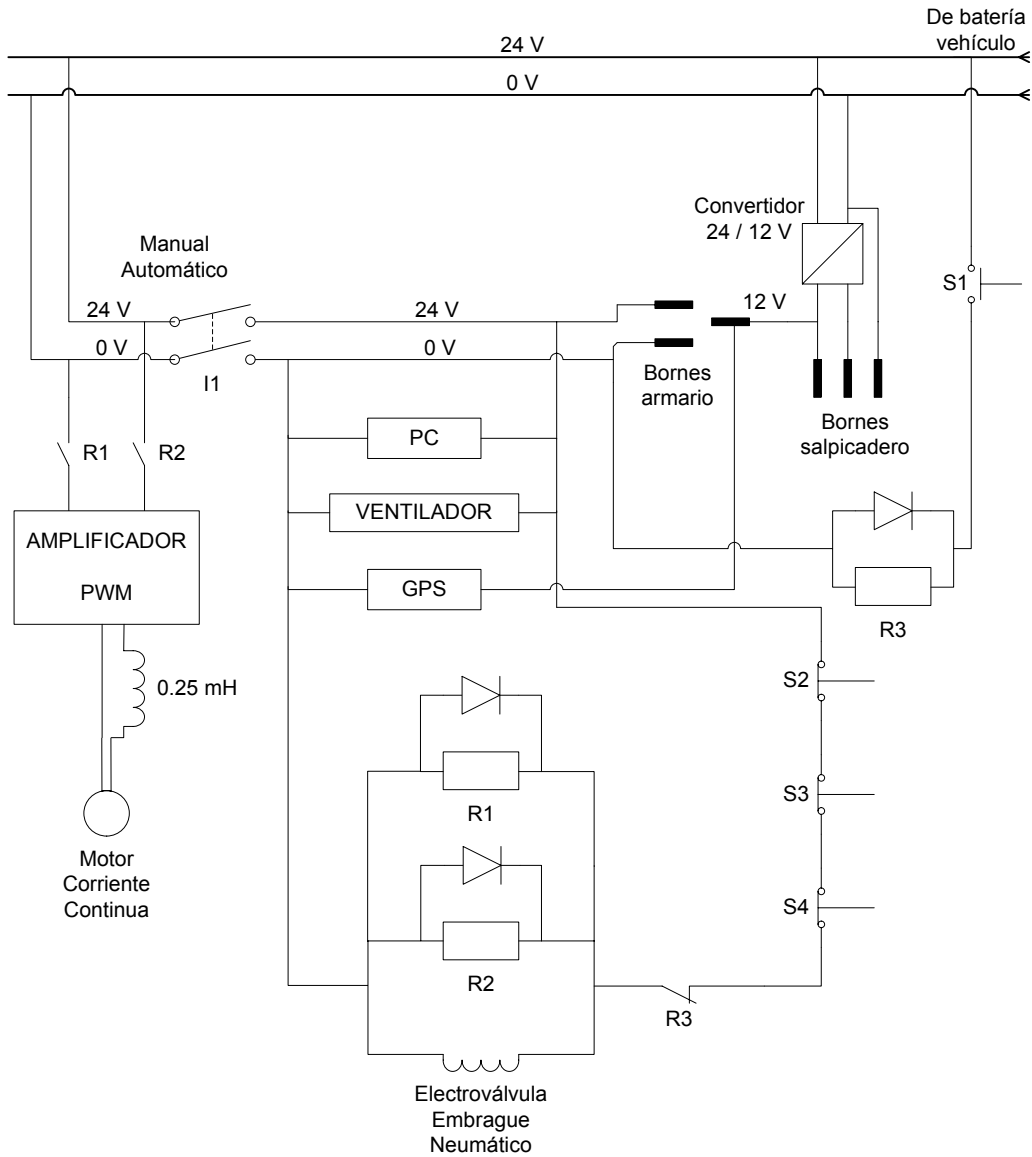 De batería
vehículo
24 V
0 V
Convertidor
24 / 12 V
Manual
Automático
S1
24 V
24 V
12 V
0 V
0 V
I1
Bornes
armario
Bornes
salpicadero
R1
R2
PC
AMPLIFICADOR
PWM
VENTILADOR
GPS
R3
0.25 mH
S2
R1
S3
Motor
Corriente
Continua
S4
R2
R3
Electroválvula
Embrague
Neumático